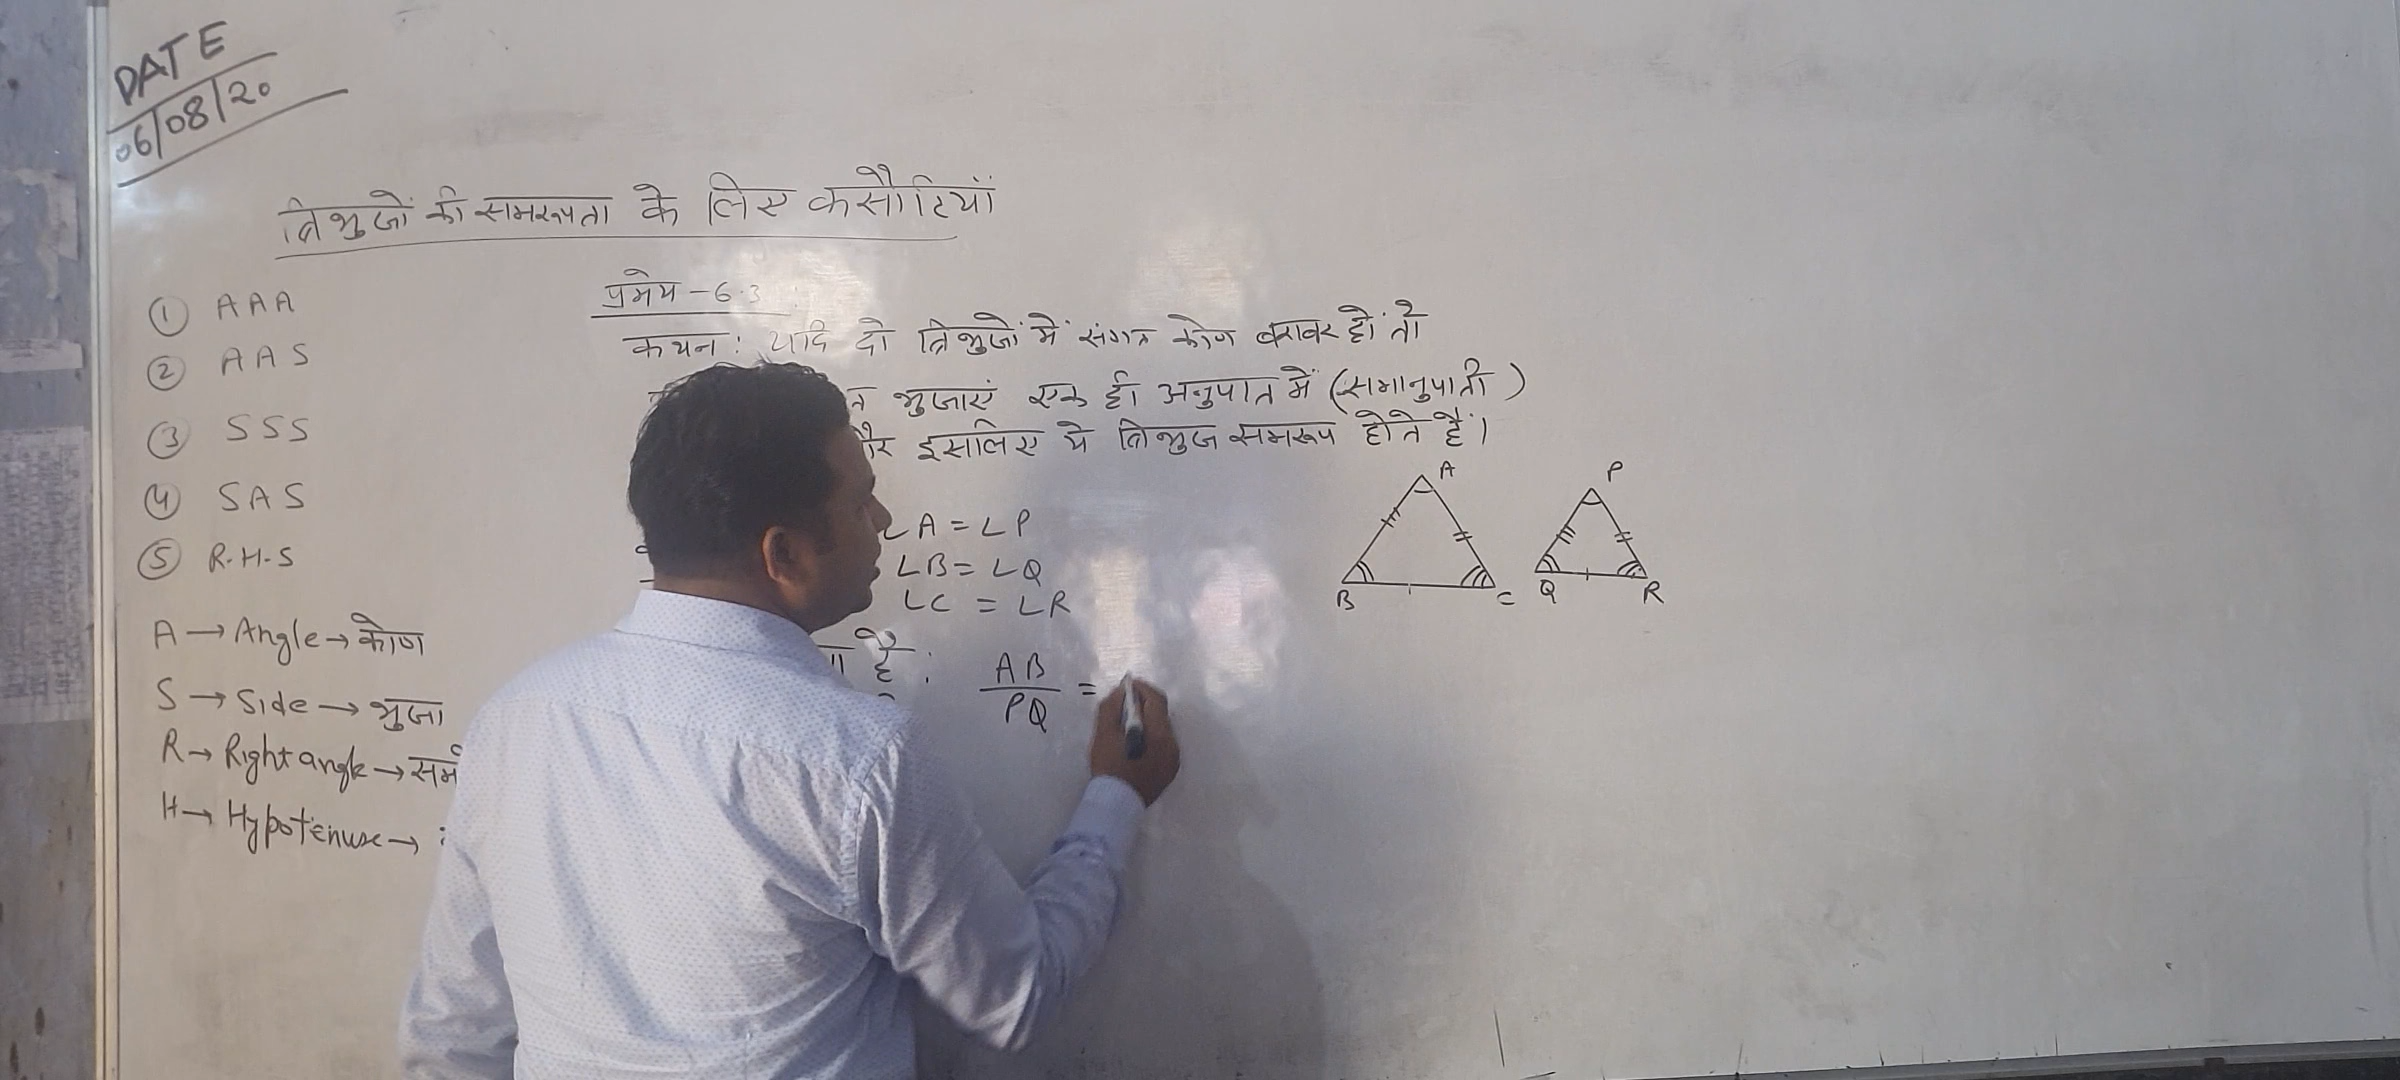 DATE
06/08/20
त्रिभुजों की समरूपता के लिए कसौटियां
① AAA
② AAS
③ SSS
④ SAS
⑤ R.H.S
A → Angle → कोण
S → Side → भुजा
R → Right angle →
H → Hypotenuse →
प्रमेय - 6.3
कथन : यदि दो त्रिभुजों में संगत कोण बराबर हों तो
भुजाएं एक ही अनुपात में (समानुपाती)
इसलिए ये त्रिभुज समरूप होते हैं।
∠A = ∠P
∠B = ∠Q
∠C = ∠R
है :
AB
PQ =
A
B
C
P
Q
R